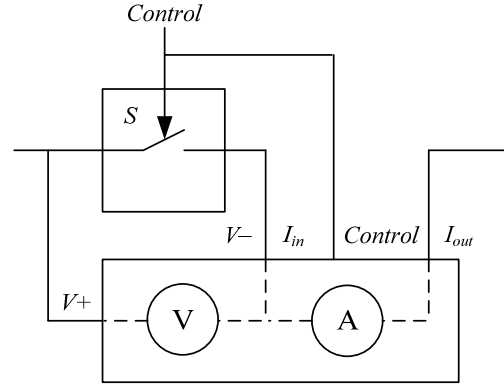 Control
S
V– I_in Control I_out
V+
V A